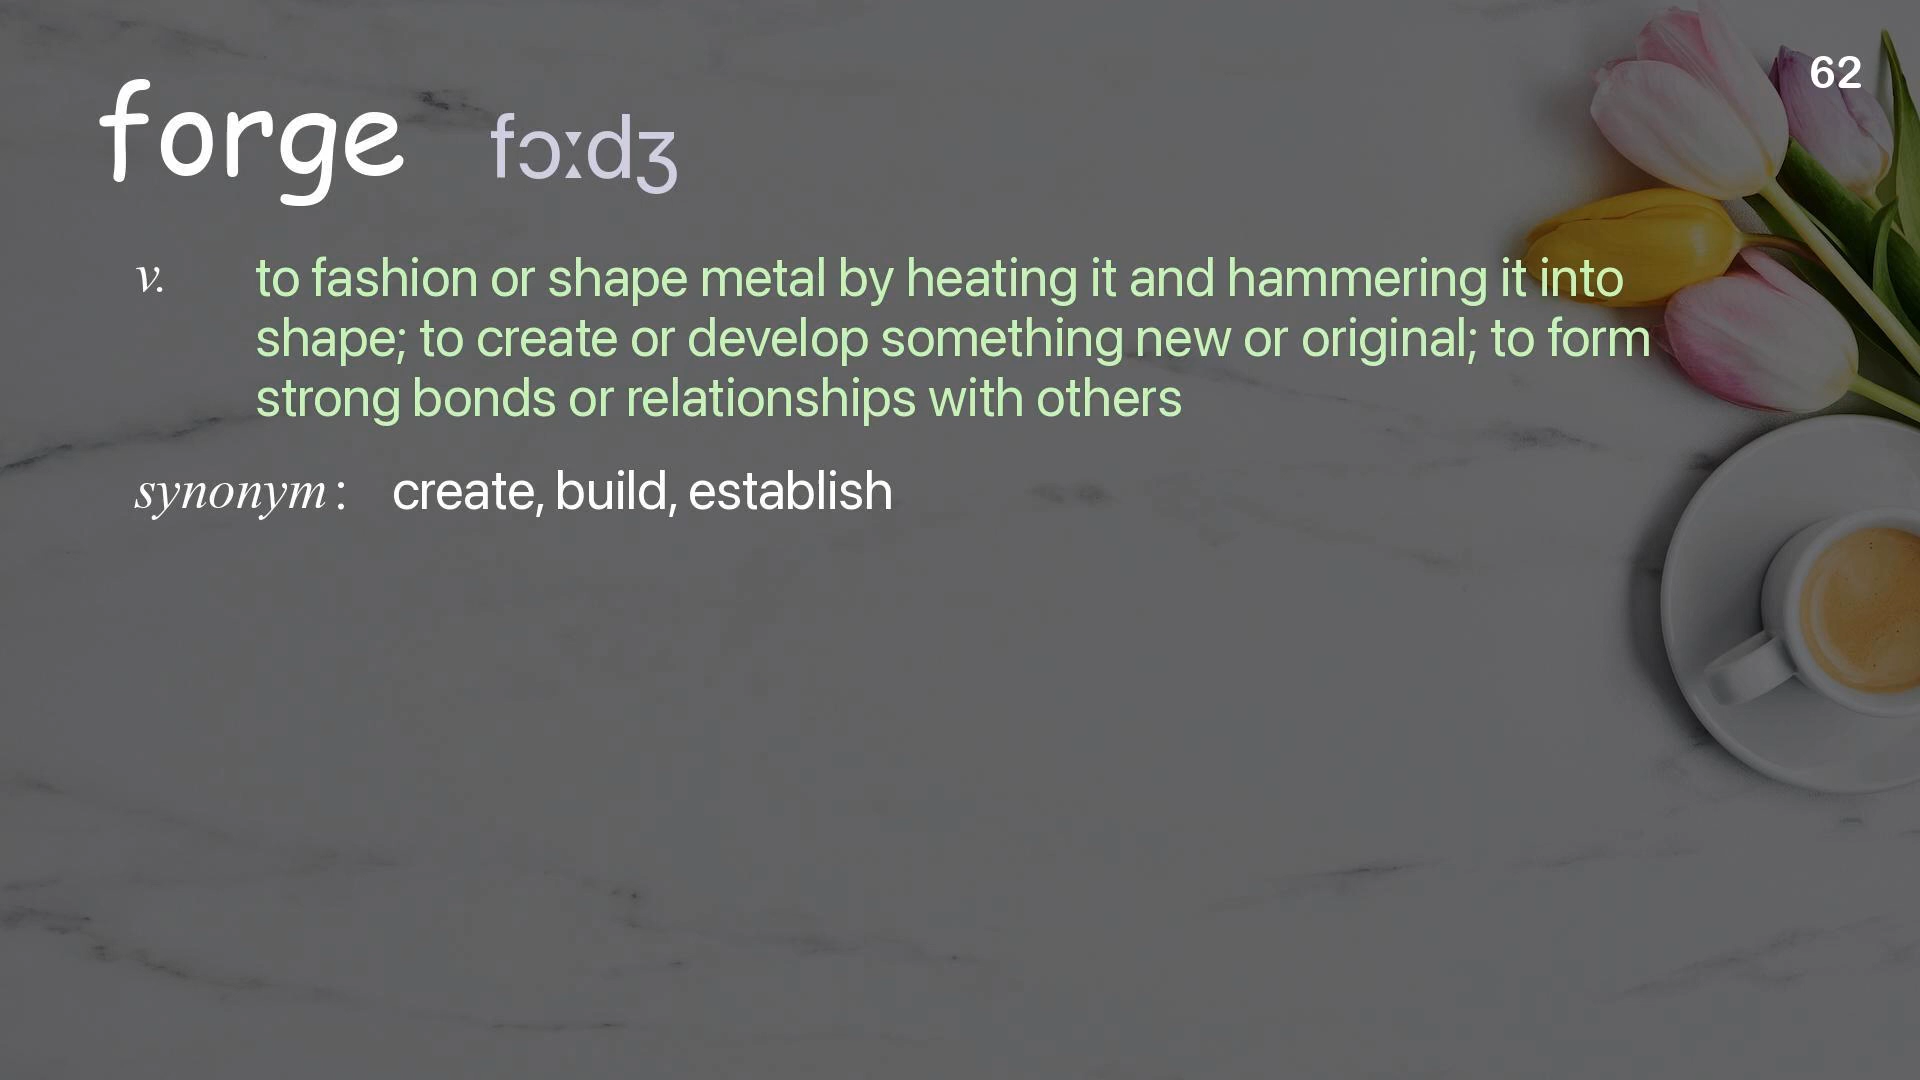 62
forge fɔːdʒ
v. to fashion or shape metal by heating it and hammering it into
shape; to create or develop something new or original; to form
strong bonds or relationships with others
synonym: create, build, establish